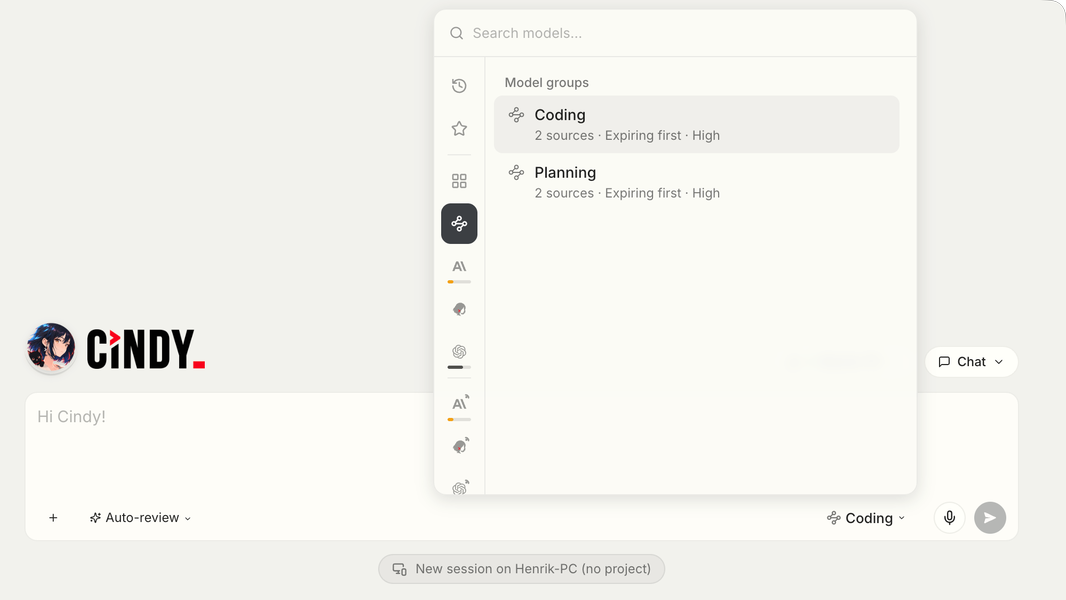 Search models...
Model groups
Coding
2 sources · Expiring first · High
Planning
2 sources · Expiring first · High
CiNDY.
Chat
Hi Cindy!
Auto-review
Coding
New session on Henrik-PC (no project)